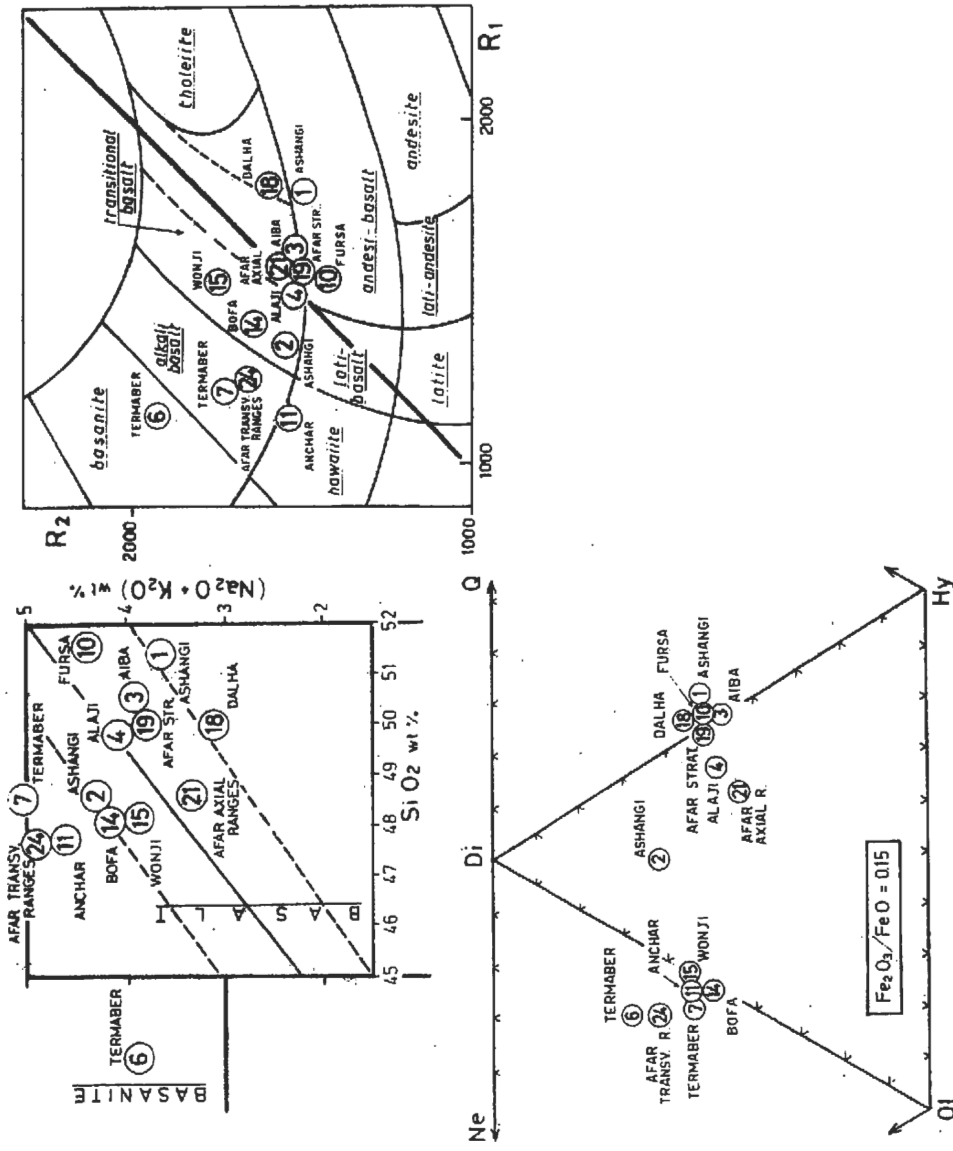 BASANITE
TERMABER
6
AFAR TRANSV.
RANGES
24
7
TERMABER
ANCHAR
11
ASHANGI
2
BOFA
14
WONJI
15
ALAJI
4
FURSA
10
AIBA
3
19
AFAR STR.
1
ASHANGI
18
DALHA
21
AFAR AXIAL
RANGES
BASALTI
5
4
3
2
(Na2O + K2O) wt %
45
46
47
48
49
50
51
52
SiO2 wt %
R2
2000
1000
R1
1000
2000
basanite
TERMABER
6
alkali
basalt
transitional
basalt
tholeiite
TERMABER
7
24
AFAR TRANSV.
RANGES
11
ANCHAR
BOFA
14
WONJI
15
AFAR
AXIAL
21
ALAJI
4
2
ASHANGI
AIBA
3
19
AFAR STR.
10
FURSA
DALHA
18
1
ASHANGI
hawaiite
lati-
basalt
andesi-basalt
latite
lati-andesite
andesite
Ne
Di
Q
Ol
Hy
TERMABER
6
AFAR
TRANSV. R.
24
TERMABER
7
ANCHAR
11
15
WONJI
14
BOFA
ASHANGI
2
DALHA
18
FURSA
10
1
ASHANGI
AFAR STRAT.
19
3
AIBA
ALAJI
4
AFAR
AXIAL R.
21
Fe2O3/FeO = 0.15